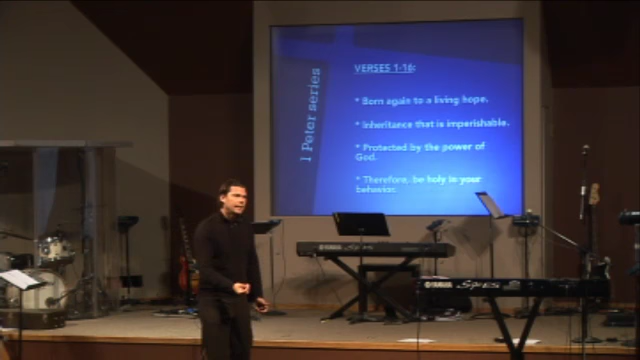 1 Peter series
VERSES 1-16:
* Born again to a living hope.
* Inheritance that is imperishable.
* Protected by the power of
God.
* Therefore, be holy in your
behavior.
YAMAHA
YAMAHA